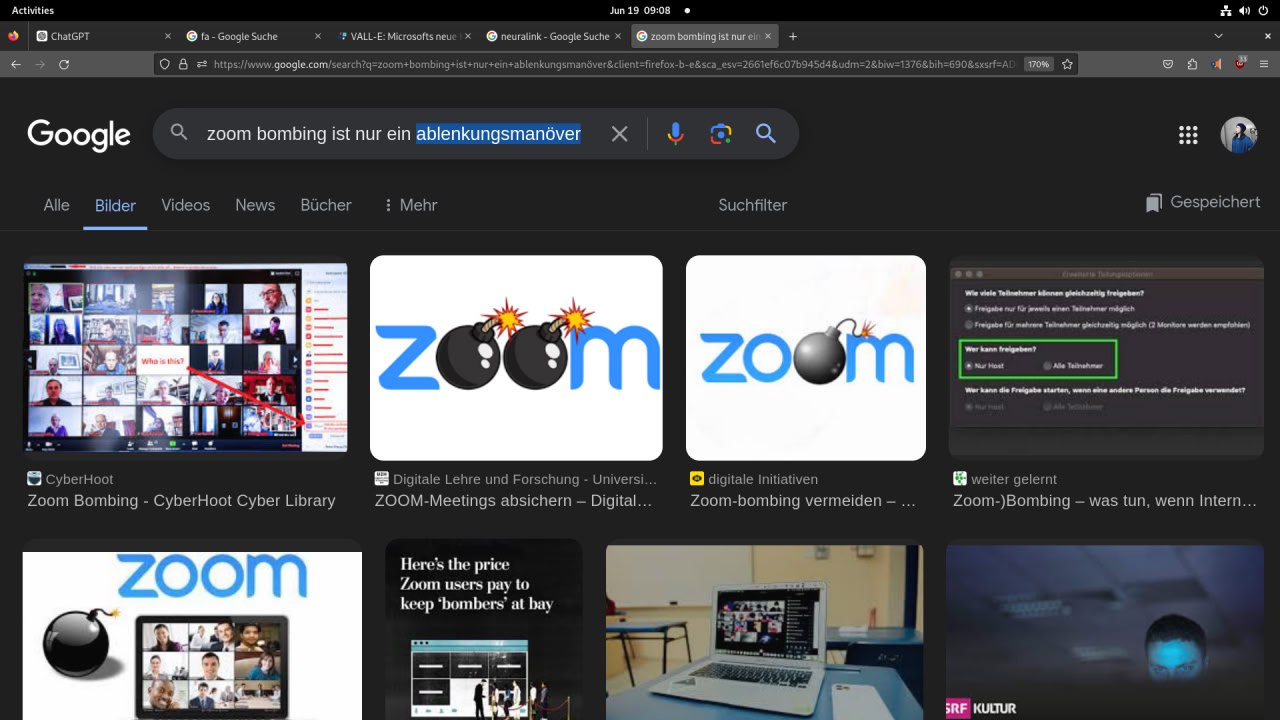 Activities
Jun 19 09:08
ChatGPT
fa - Google Suche
VALL-E: Microsofts neue
neuralink - Google Suche
zoom bombing ist nur ein
https://www.google.com/search?q=zoom+bombing+ist+nur+ein+ablenkungsmanöver&client=firefox-b-e&sca_esv=2661ef6c07b945d4&udm=2&biw=1376&bih=690&sxsrf=AD
170%
Google
zoom bombing ist nur ein ablenkungsmanöver
Alle
Bilder
Videos
News
Bücher
Mehr
Suchfilter
Gespeichert
Who is this?
zoom
zoom
Erweiterte Teilungsoptionen
Wie viele Teilnehmer können gleichzeitig freigeben?
Freigabe nur für jeweils einen Teilnehmer möglich
Freigabe für mehrere Teilnehmer gleichzeitig möglich (2 Monitore werden empfohlen)
Wer kann freigeben?
Nur Host Alle Teilnehmer
Wer kann die Freigabe starten, wenn eine andere Person die Freigabe verwendet?
Nur Host Alle Teilnehmer
CyberHoot
Zoom Bombing - CyberHoot Cyber Library
Digitale Lehre und Forschung - Universi...
ZOOM-Meetings absichern – Digital...
digitale Initiativen
Zoom-bombing vermeiden – ...
weiter gelernt
Zoom-)Bombing – was tun, wenn Intern...
zoom
Here's the price
Zoom users pay to
keep ‘bombers’ at bay
SRF KULTUR